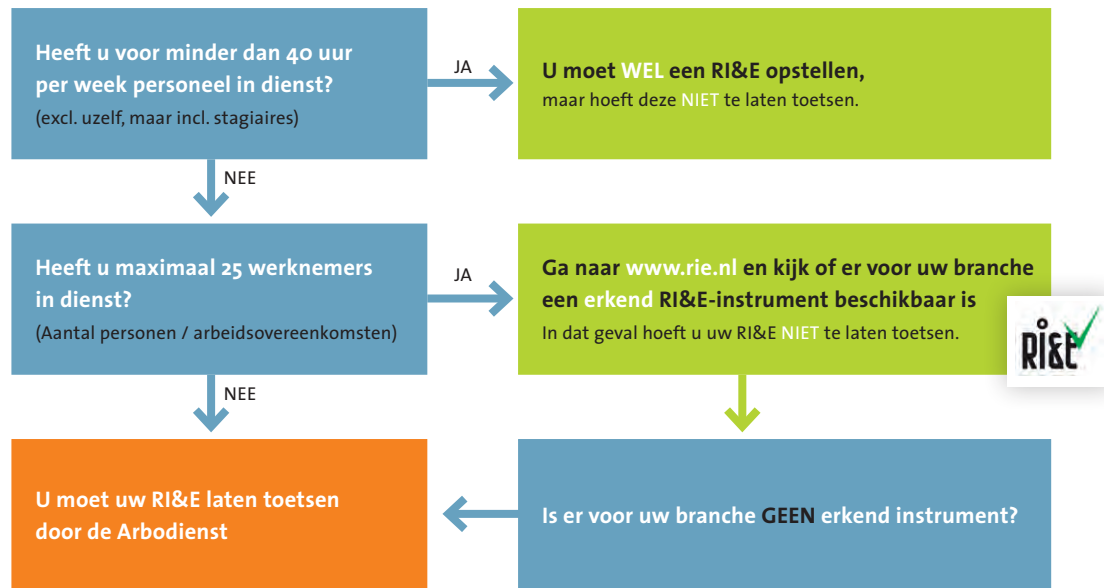 Heeft u voor minder dan 40 uur
per week personeel in dienst?
(excl. uzelf, maar incl. stagiaires)
JA
U moet WEL een RI&E opstellen,
maar hoeft deze NIET te laten toetsen.
NEE
Heeft u maximaal 25 werknemers
in dienst?
(Aantal personen / arbeidsovereenkomsten)
JA
Ga naar www.rie.nl en kijk of er voor uw branche
een erkend RI&E-instrument beschikbaar is
In dat geval hoeft u uw RI&E NIET te laten toetsen.
RI&E
NEE
U moet uw RI&E laten toetsen
door de Arbodienst
Is er voor uw branche GEEN erkend instrument?